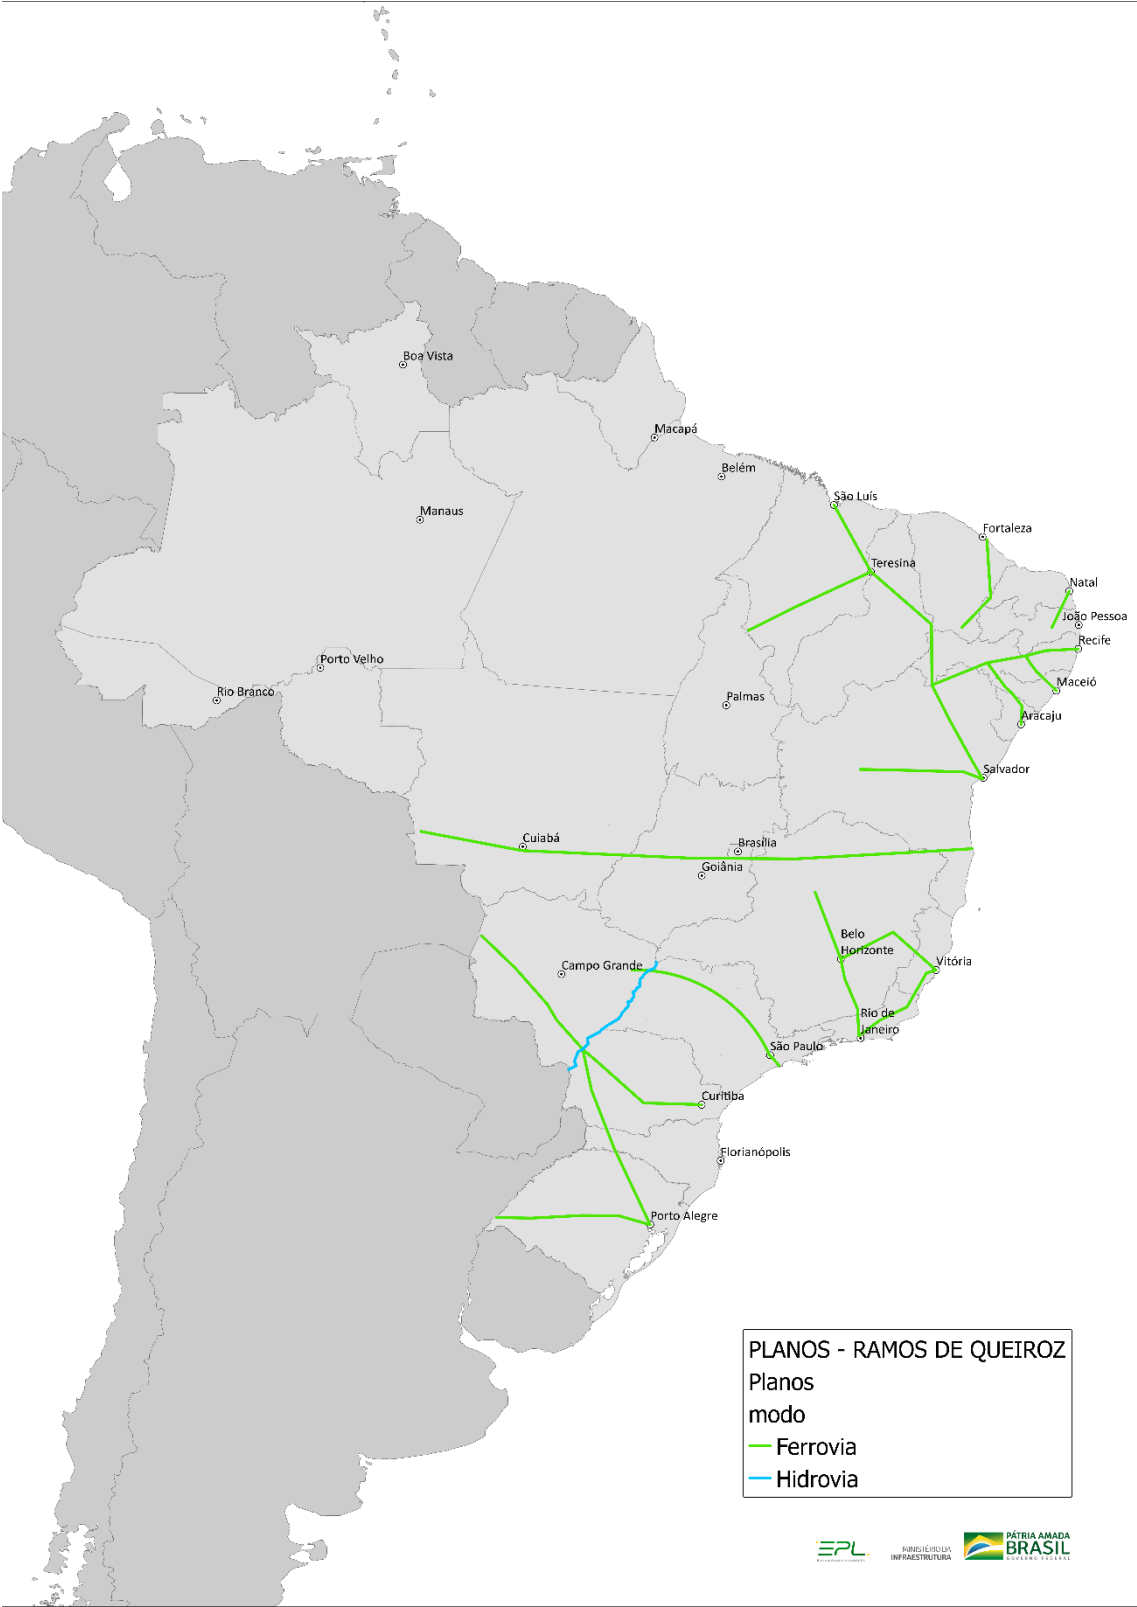 Boa Vista
Macapá
Belém
São Luís
Manaus
Fortaleza
Teresina
Natal
João Pessoa
Recife
Porto Velho
Maceió
Rio Branco
Palmas
Aracaju
Salvador
Cuiabá
Brasília
Goiânia
Belo
Horizonte
Campo Grande
Vitória
Rio de
Janeiro
São Paulo
Curitiba
Florianópolis
Porto Alegre
PLANOS - RAMOS DE QUEIROZ
Planos
modo
Ferrovia
Hidrovia
EPL
MINISTÉRIO DA
INFRAESTRUTURA
PÁTRIA AMADA
BRASIL
GOVERNO FEDERAL